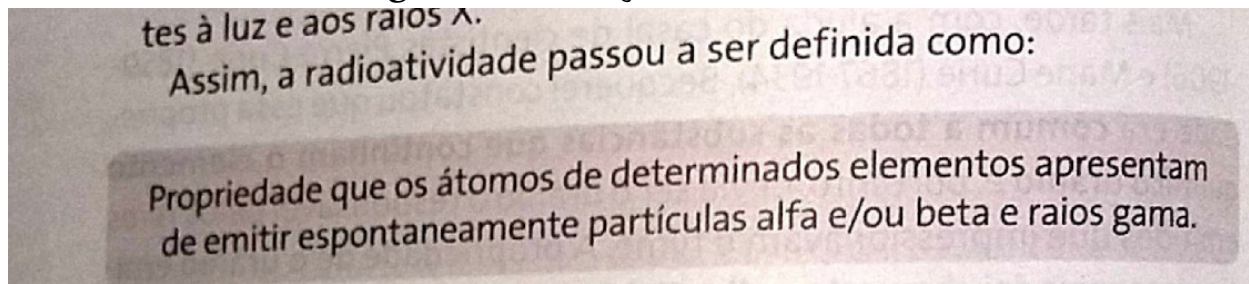 tes à luz e aos raios X.
Assim, a radioatividade passou a ser definida como:
Propriedade que os átomos de determinados elementos apresentam
de emitir espontaneamente partículas alfa e/ou beta e raios gama.